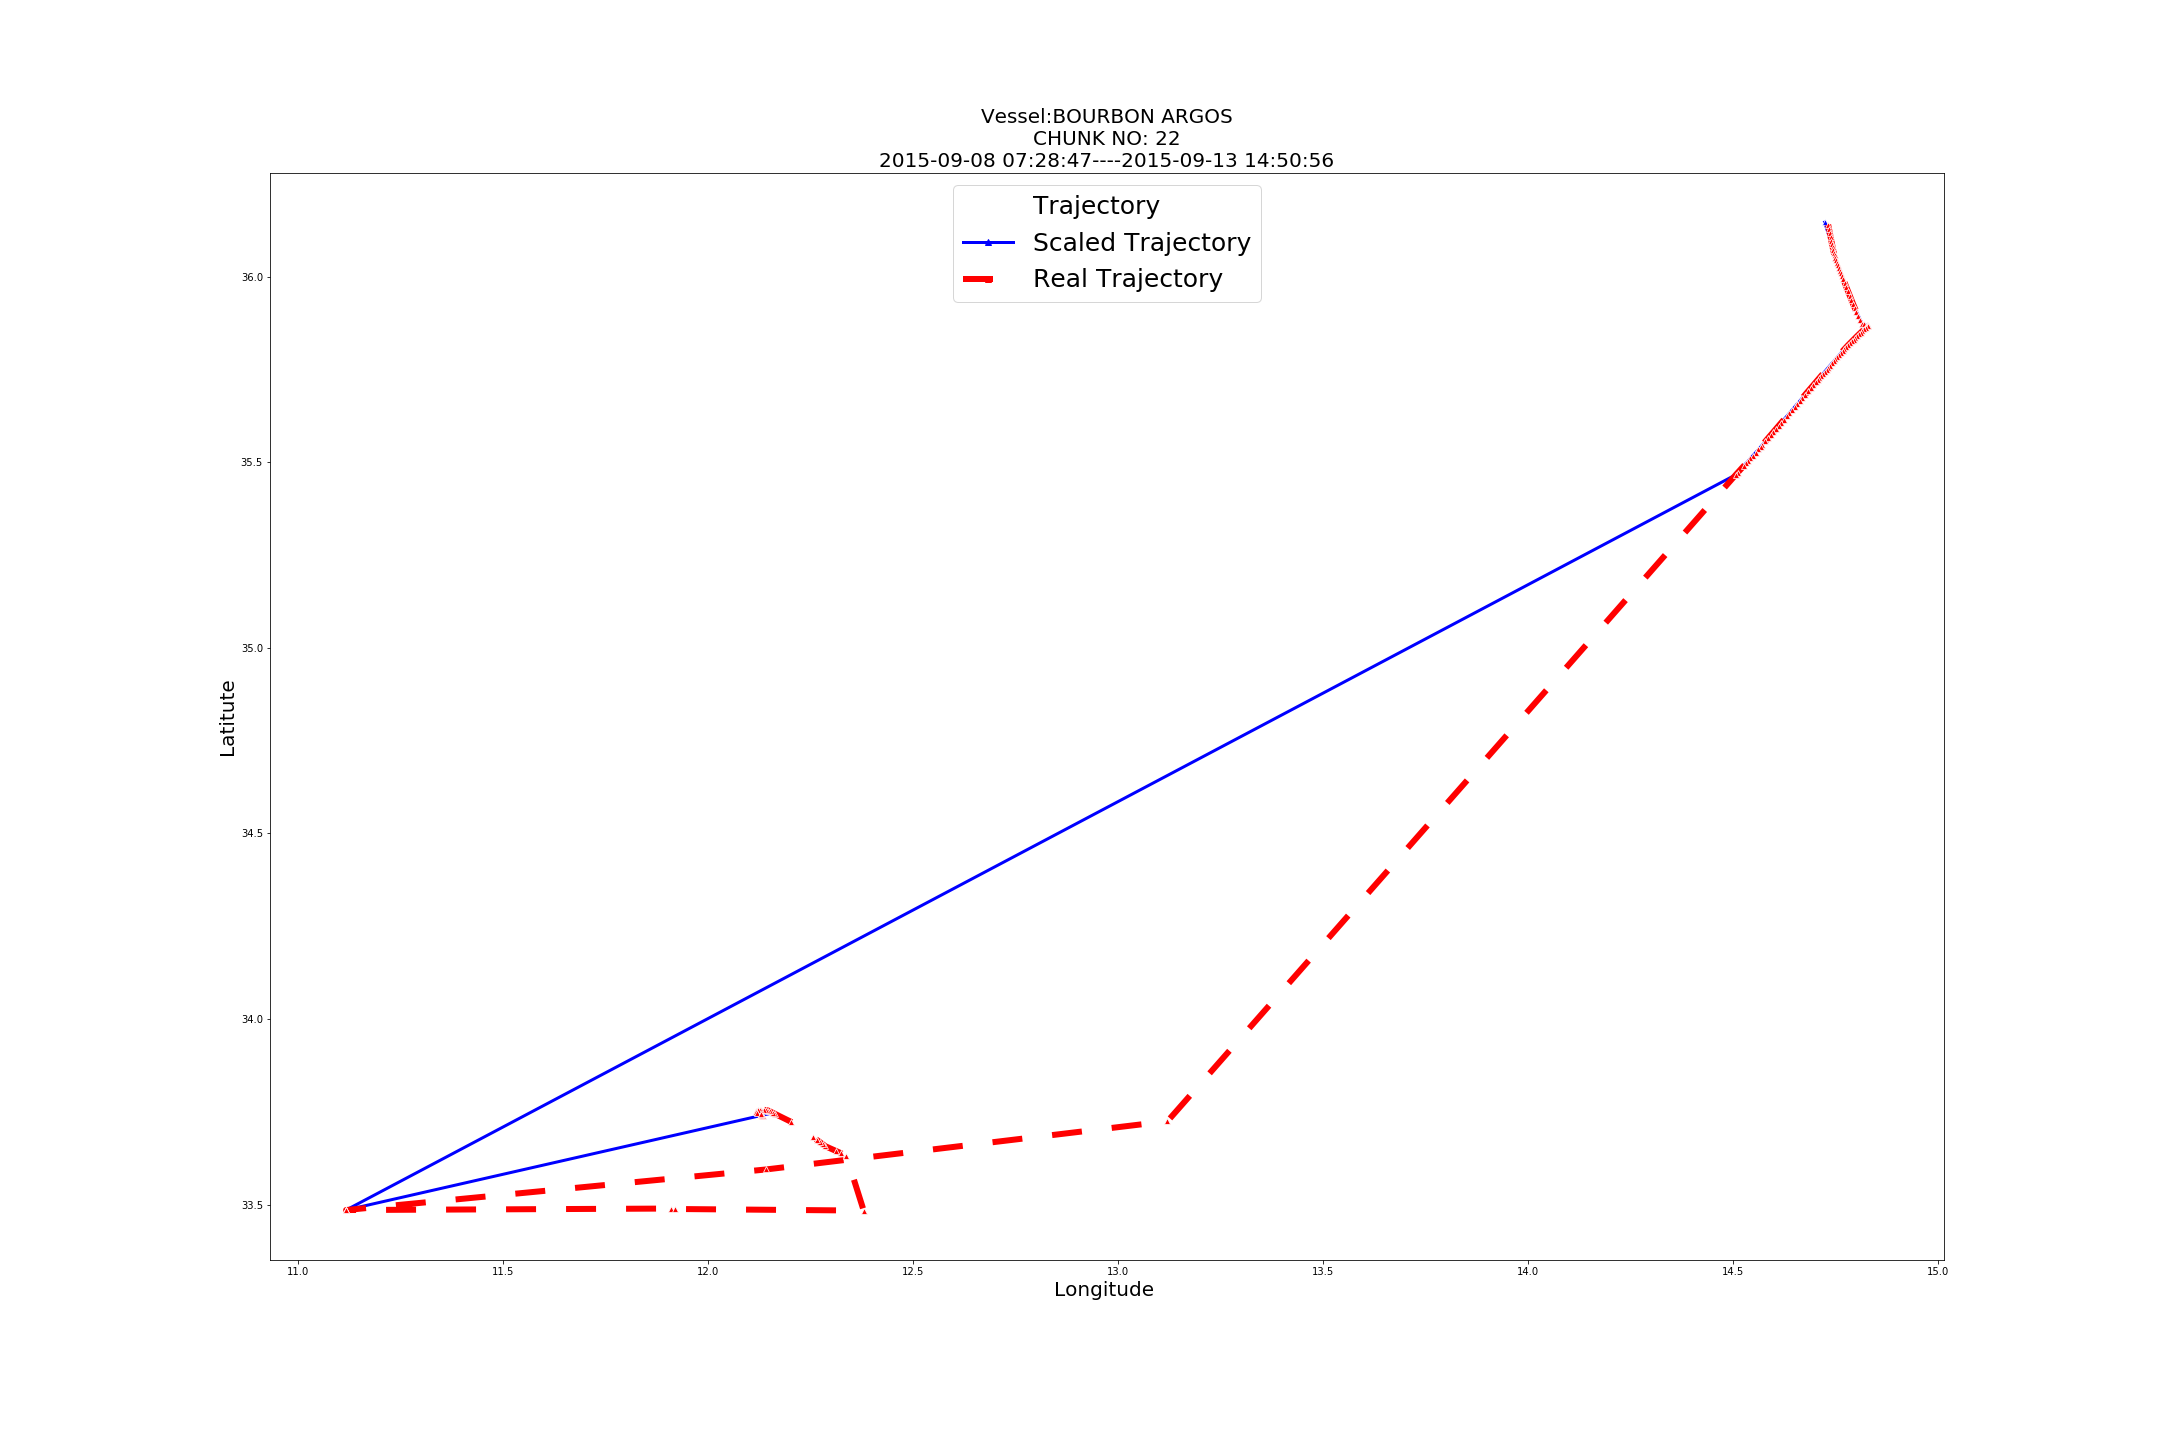 Vessel:BOURBON ARGOS
CHUNK NO: 22
2015-09-08 07:28:47----2015-09-13 14:50:56
Trajectory
Scaled Trajectory
Real Trajectory
36.0
35.5
35.0
34.5
34.0
33.5
Latitute
11.0 11.5 12.0 12.5 13.0 13.5 14.0 14.5 15.0
Longitude